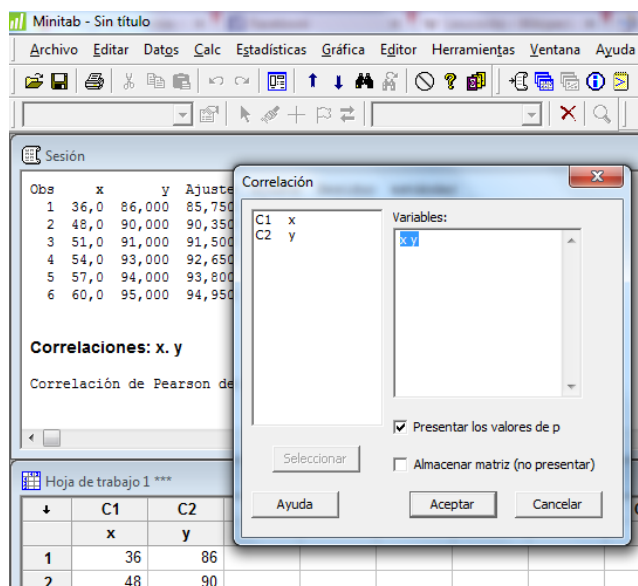 Minitab - Sin título
Archivo Editar Datos Calc Estadísticas Gráfica Editor Herramientas Ventana Ayuda
Sesión
Obs x y Ajuste
1 36,0 86,000 85,750
2 48,0 90,000 90,350
3 51,0 91,000 91,500
4 54,0 93,000 92,650
5 57,0 94,000 93,800
6 60,0 95,000 94,950
Correlaciones: x. y
Correlación de Pearson de
Correlación
C1 x
C2 y
Variables:
x y
Presentar los valores de p
Seleccionar
Almacenar matriz (no presentar)
Ayuda
Aceptar
Cancelar
Hoja de trabajo 1 ***
C1 C2
x y
1 36 86
2 48 90